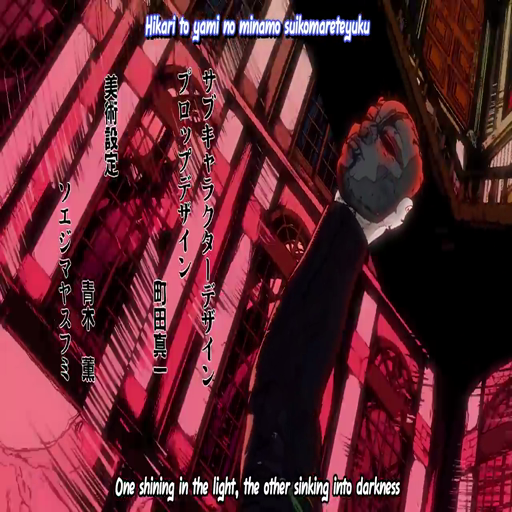 Hikari to yami no minamo suikomareteyuku
サブキャラクターデザイン
プロップデザイン
町田真一
美術設定
青木　薫
ソエジマヤスフミ
One shining in the light, the other sinking into darkness